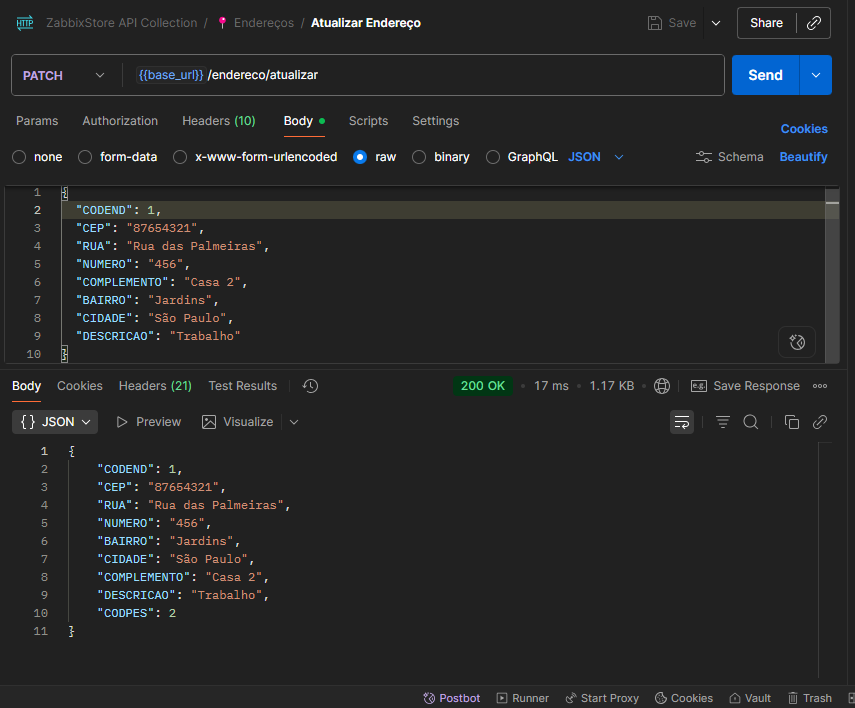 HTTP ZabbixStore API Collection / Endereços / Atualizar Endereço Save Share
PATCH {{base_url}} /endereco/atualizar Send
Params Authorization Headers (10) Body Scripts Settings Cookies
none form-data x-www-form-urlencoded raw binary GraphQL JSON Schema Beautify
1 {
2 "CODEND": 1,
3 "CEP": "87654321",
4 "RUA": "Rua das Palmeiras",
5 "NUMERO": "456",
6 "COMPLEMENTO": "Casa 2",
7 "BAIRRO": "Jardins",
8 "CIDADE": "São Paulo",
9 "DESCRICAO": "Trabalho"
10 }
Body Cookies Headers (21) Test Results 200 OK • 17 ms • 1.17 KB • e.g. Save Response
{} JSON Preview Visualize
1 {
2 "CODEND": 1,
3 "CEP": "87654321",
4 "RUA": "Rua das Palmeiras",
5 "NUMERO": "456",
6 "BAIRRO": "Jardins",
7 "CIDADE": "São Paulo",
8 "COMPLEMENTO": "Casa 2",
9 "DESCRICAO": "Trabalho",
10 "CODPES": 2
11 }
Postbot Runner Start Proxy Cookies Vault Trash